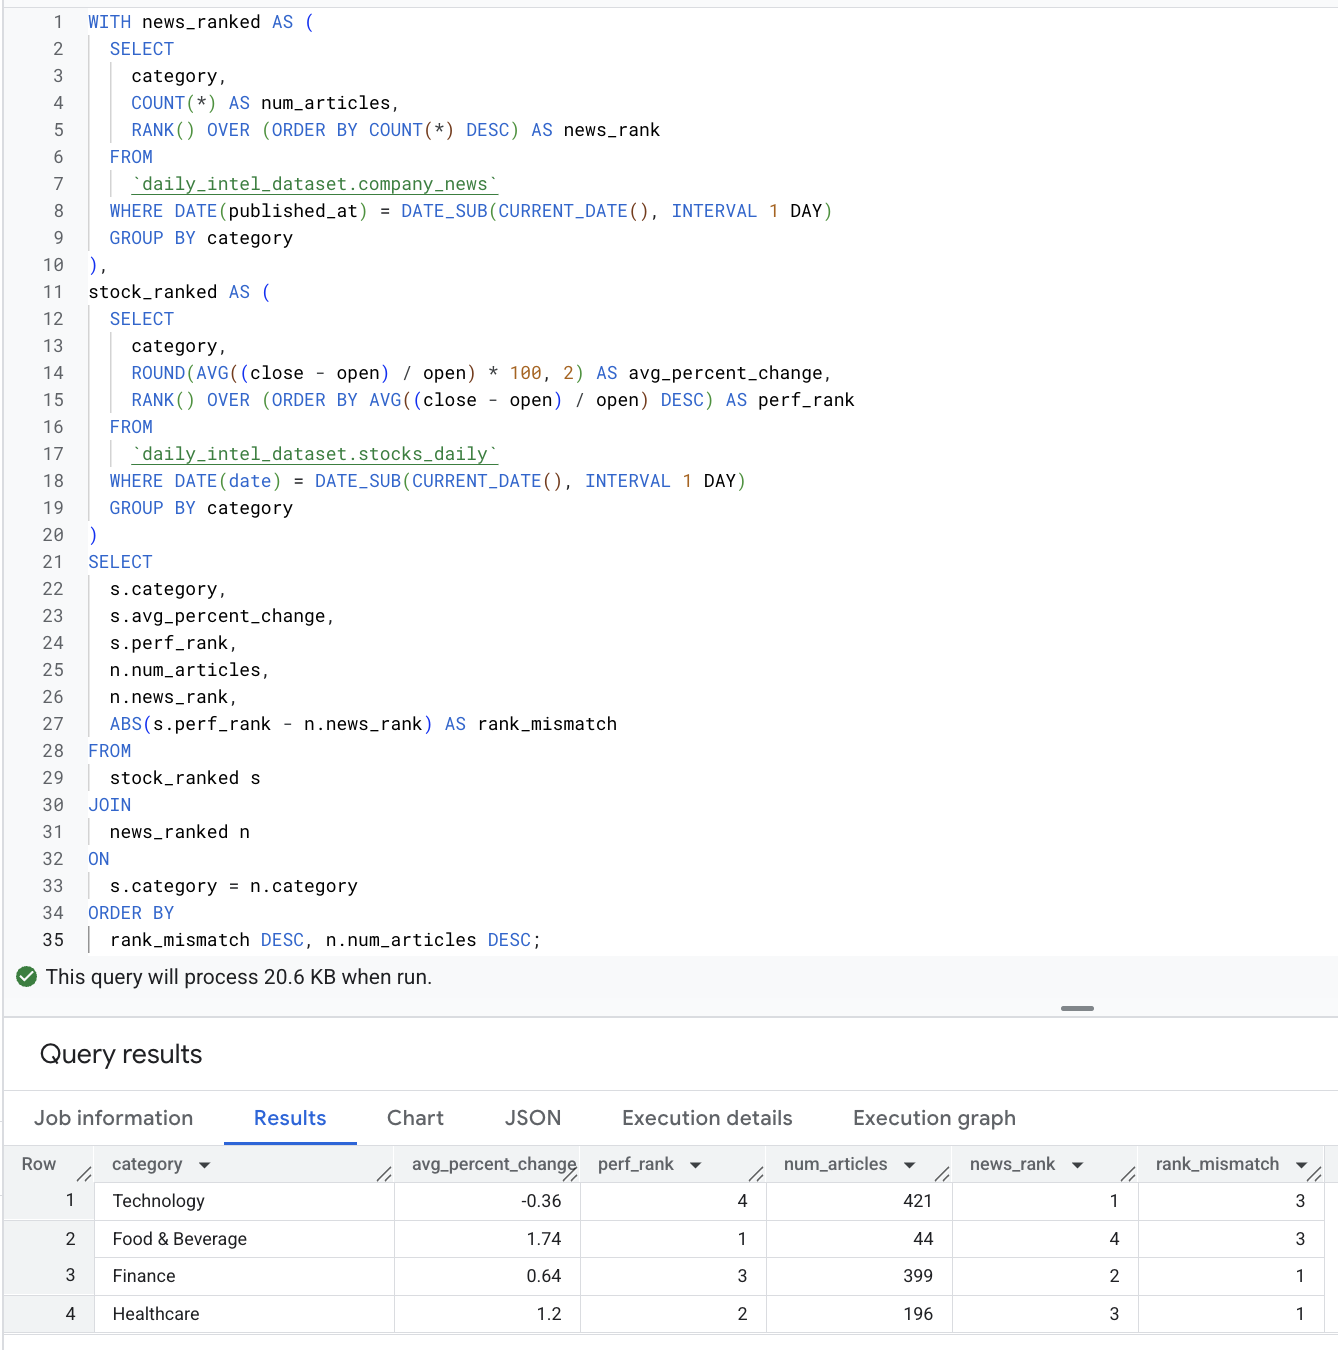 1 WITH news_ranked AS (
2 SELECT
3 category,
4 COUNT(*) AS num_articles,
5 RANK() OVER (ORDER BY COUNT(*) DESC) AS news_rank
6 FROM
7 `daily_intel_dataset.company_news`
8 WHERE DATE(published_at) = DATE_SUB(CURRENT_DATE(), INTERVAL 1 DAY)
9 GROUP BY category
10 ),
11 stock_ranked AS (
12 SELECT
13 category,
14 ROUND(AVG((close - open) / open) * 100, 2) AS avg_percent_change,
15 RANK() OVER (ORDER BY AVG((close - open) / open) DESC) AS perf_rank
16 FROM
17 `daily_intel_dataset.stocks_daily`
18 WHERE DATE(date) = DATE_SUB(CURRENT_DATE(), INTERVAL 1 DAY)
19 GROUP BY category
20 )
21 SELECT
22 s.category,
23 s.avg_percent_change,
24 s.perf_rank,
25 n.num_articles,
26 n.news_rank,
27 ABS(s.perf_rank - n.news_rank) AS rank_mismatch
28 FROM
29 stock_ranked s
30 JOIN
31 news_ranked n
32 ON
33 s.category = n.category
34 ORDER BY
35 rank_mismatch DESC, n.num_articles DESC;
This query will process 20.6 KB when run.
Query results
Job information Results Chart JSON Execution details Execution graph
Row category avg_percent_change perf_rank num_articles news_rank rank_mismatch
1 Technology -0.36 4 421 1 3
2 Food & Beverage 1.74 1 44 4 3
3 Finance 0.64 3 399 2 1
4 Healthcare 1.2 2 196 3 1